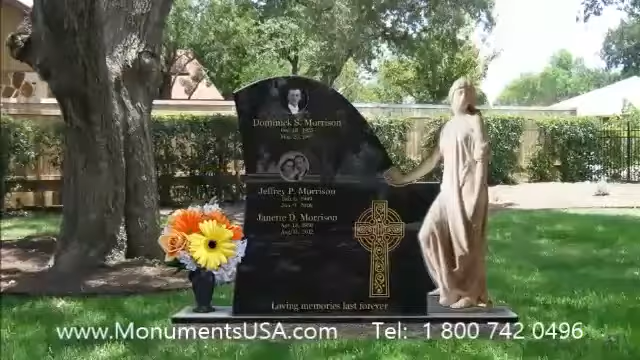 Dominick S. Morrison
Jeffrey P. Morrison
Janette D. Morrison
Loving memories last forever
www.MonumentsUSA.com Tel: 1 800 742 0496